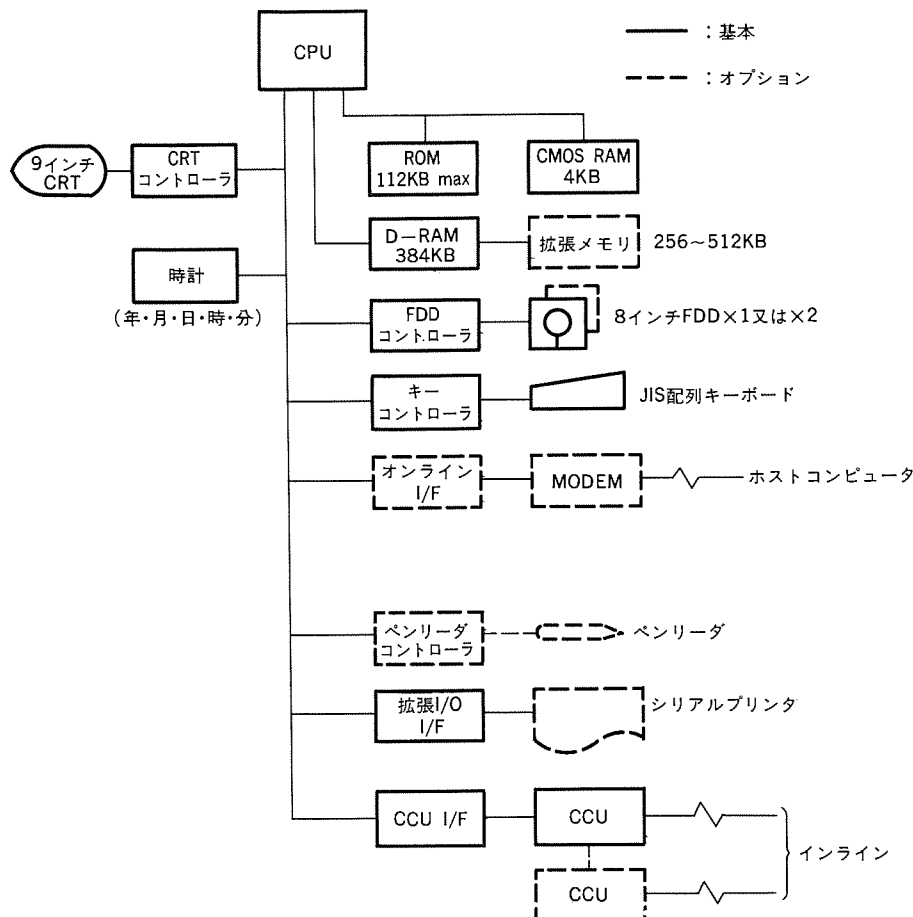 CPU
：基本
：オプション
9インチ
CRT
CRT
コントローラ
ROM
112KB max
CMOS RAM
4KB
D－RAM
384KB
拡張メモリ
256～512KB
時計
(年・月・日・時・分)
FDD
コントローラ
8インチFDD×1又は×2
キー
コントローラ
JIS配列キーボード
オンライン
I/F
MODEM
ホストコンピュータ
ペンリーダ
コントローラ
ペンリーダ
拡張I/O
I/F
シリアルプリンタ
CCU I/F
CCU
インライン
CCU